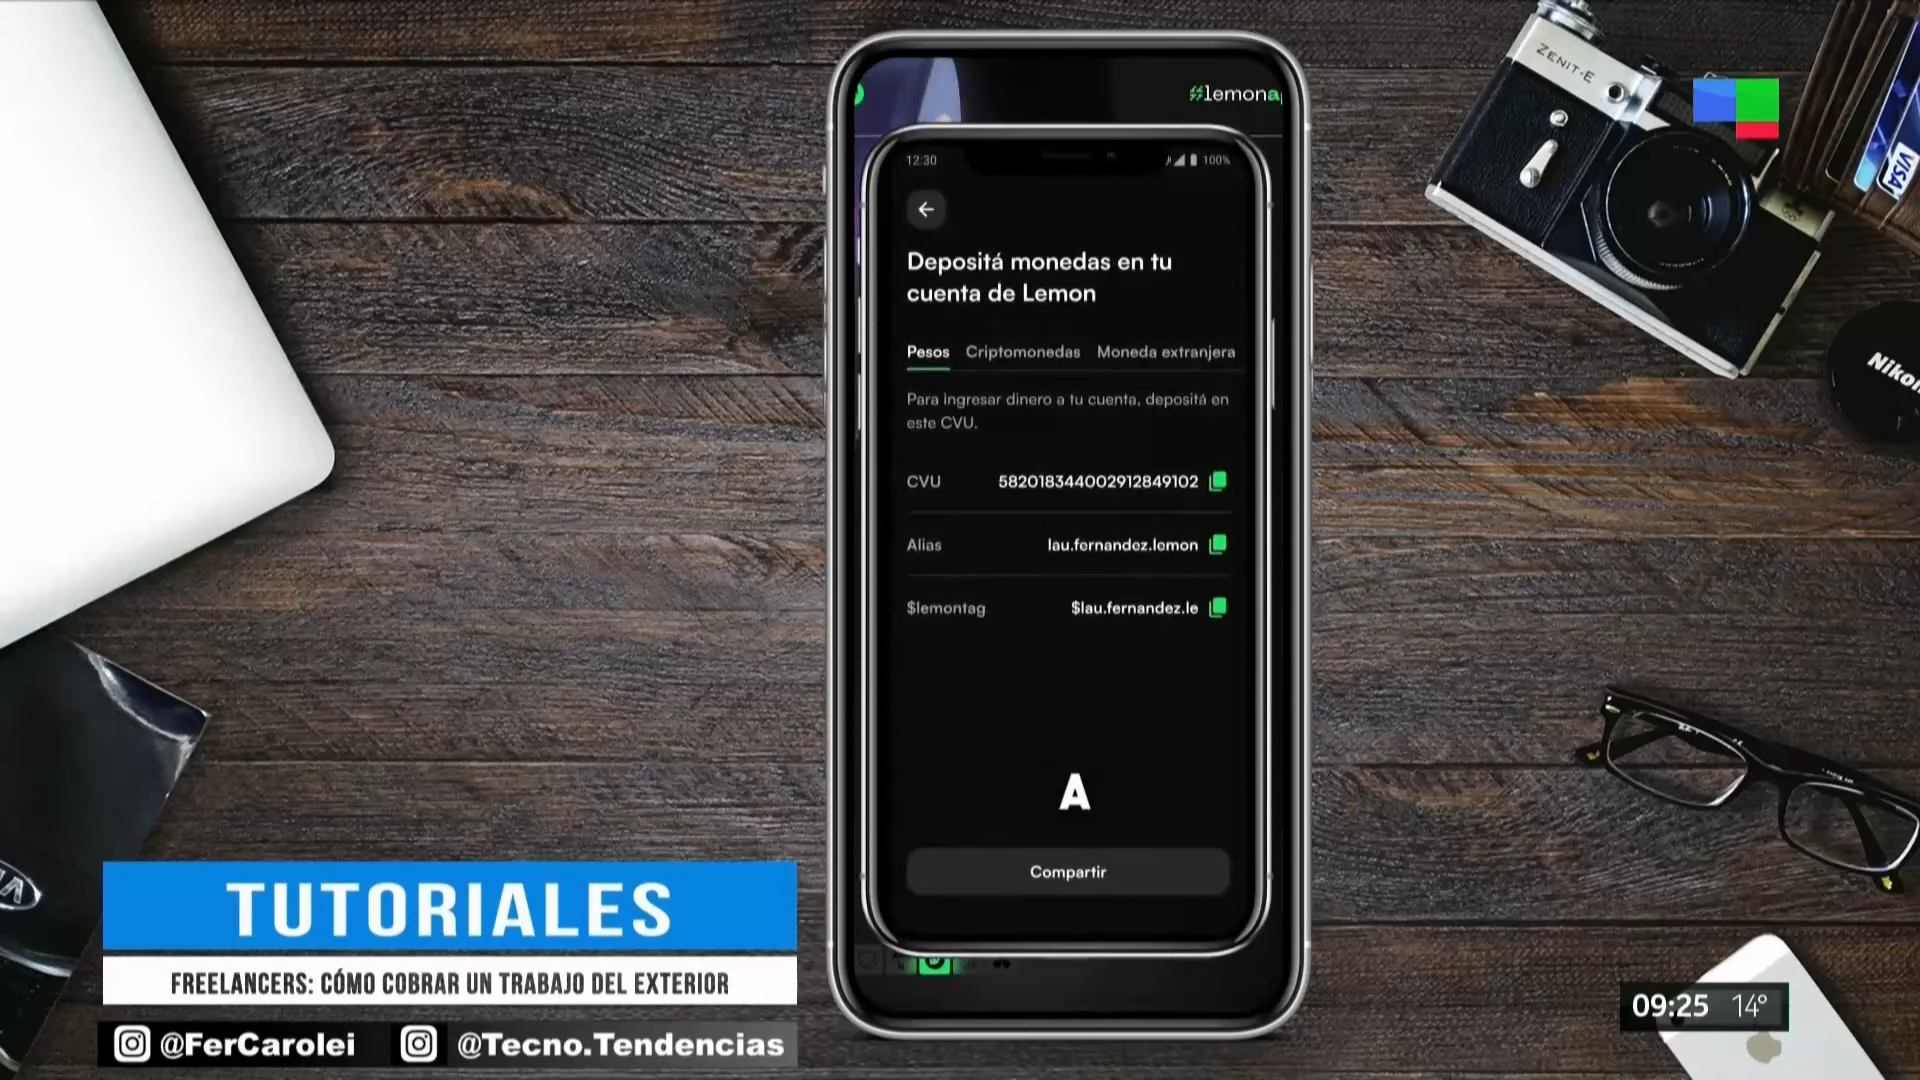 ZENIT-E
#lemona
VISA
12:30
100%
Depositá monedas en tu
cuenta de Lemon
Pesos Criptomonedas Moneda extranjera
Para ingresar dinero a tu cuenta, depositá en
este CVU.
CVU 582018344002912849102
Alias lau.fernandez.lemon
$lemontag $lau.fernandez.le
Nikon
A
Compartir
TUTORIALES
FREELANCERS: CÓMO COBRAR UN TRABAJO DEL EXTERIOR
@FerCarolei @Tecno.Tendencias
09:25 14°